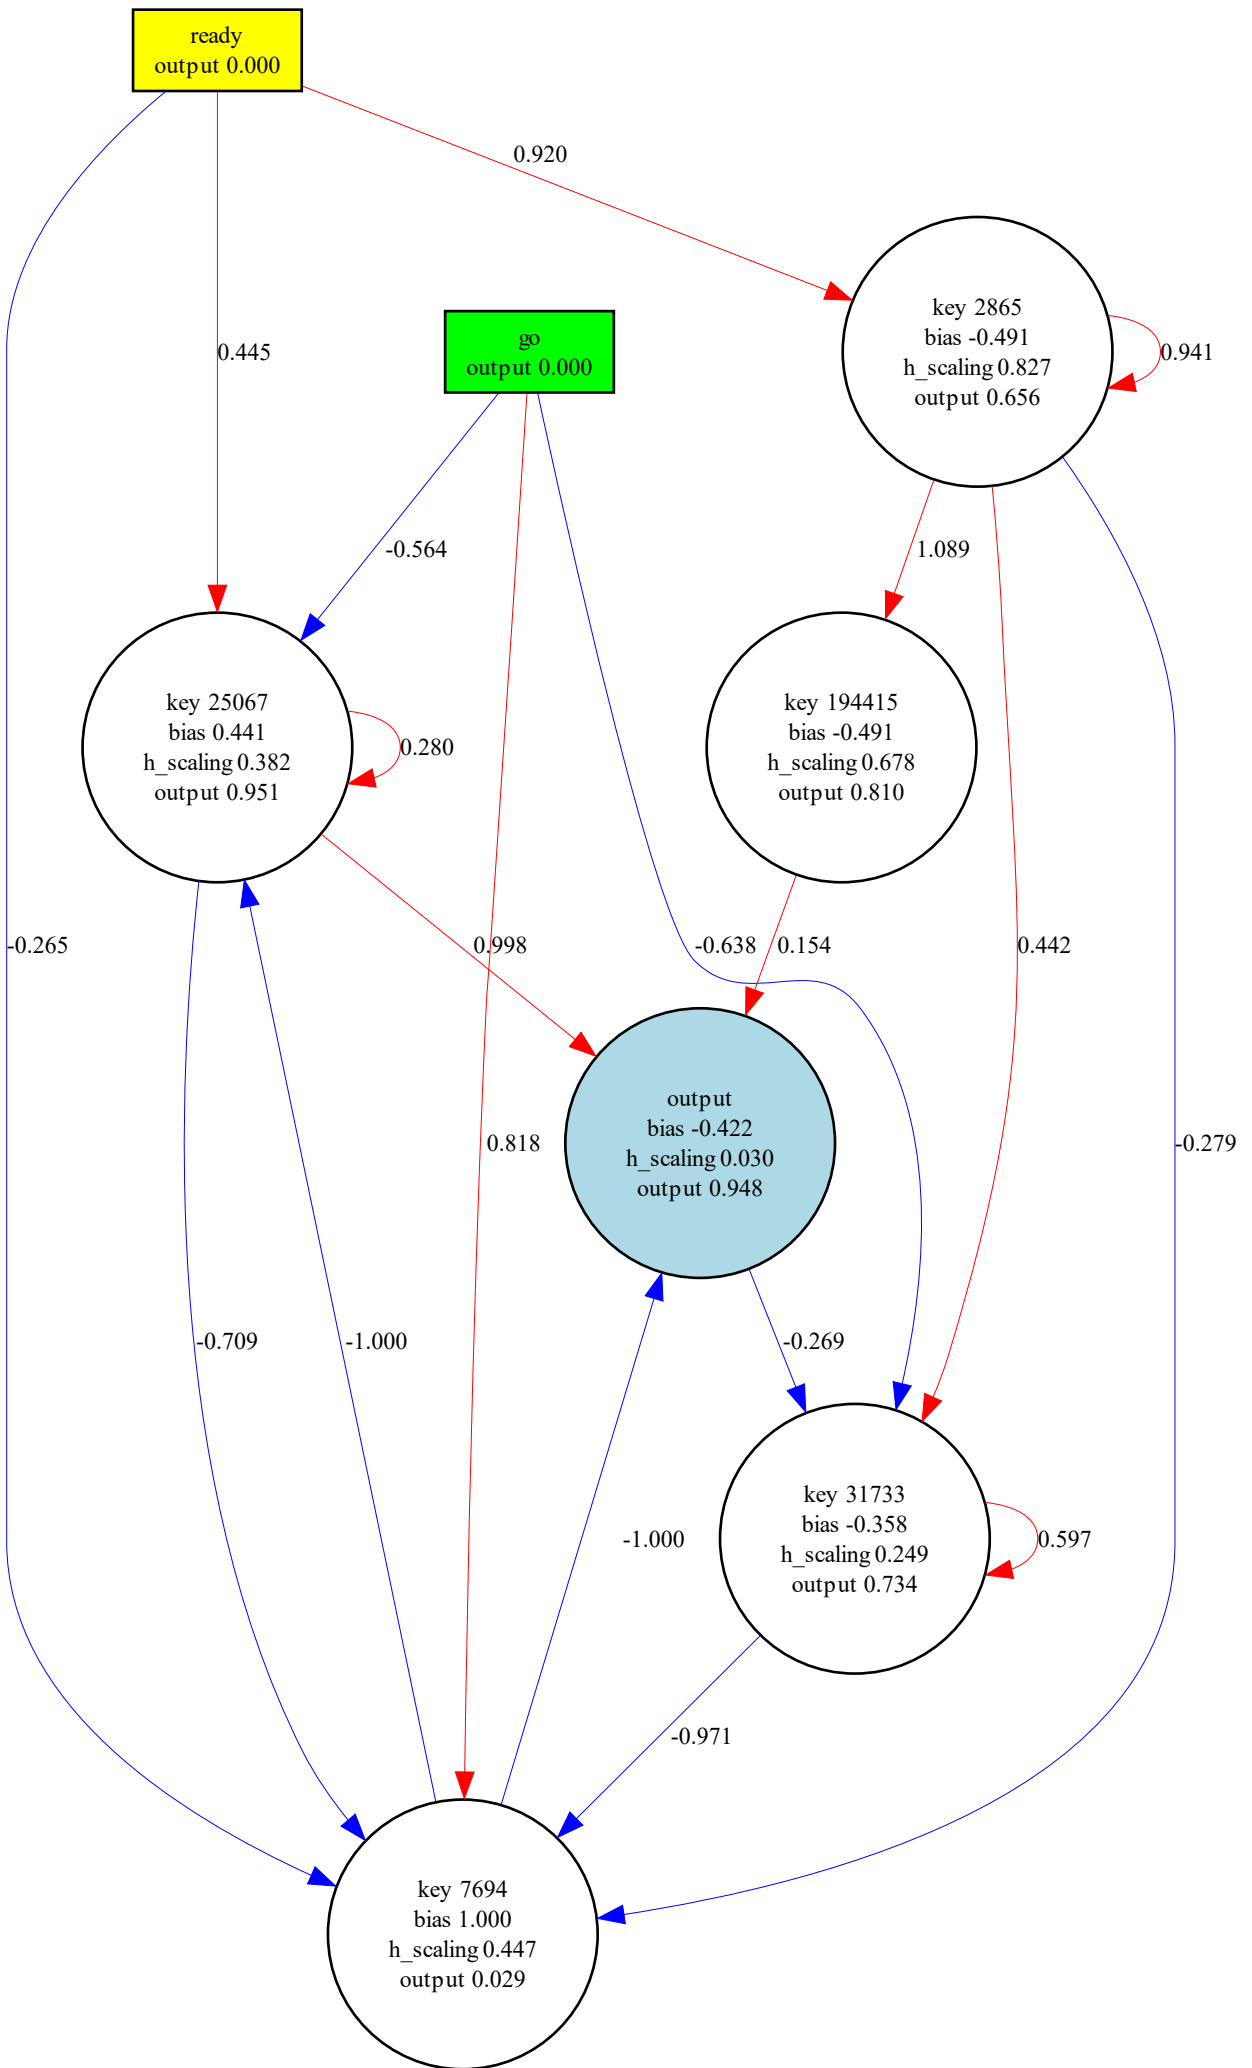 ready
output 0.000
0.920
key 2865
bias -0.491
h_scaling 0.827
output 0.656
0.941
go
output 0.000
0.445
-0.564
1.089
key 25067
bias 0.441
h_scaling 0.382
output 0.951
0.280
key 194415
bias -0.491
h_scaling 0.678
output 0.810
-0.265
0.998
-0.638
0.154
0.442
output
bias -0.422
h_scaling 0.030
output 0.948
0.818
-0.279
-0.709
-1.000
-0.269
key 31733
bias -0.358
h_scaling 0.249
output 0.734
-1.000
0.597
-0.971
key 7694
bias 1.000
h_scaling 0.447
output 0.029